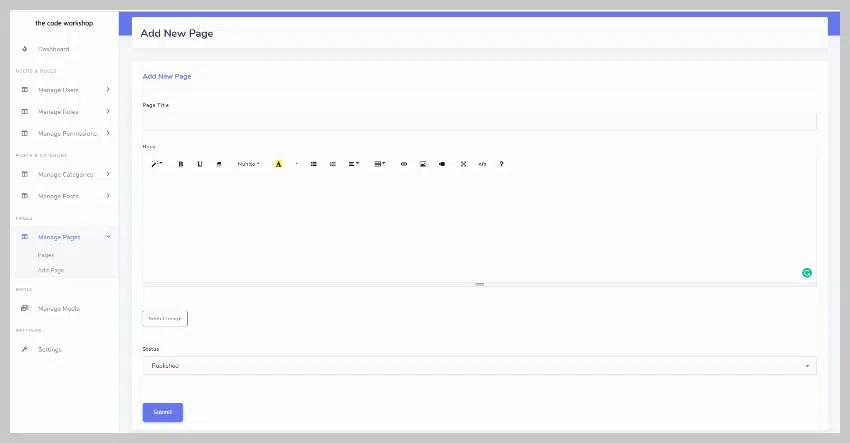 the code workshop
Dashboard
USERS & ROLES
Manage Users
Manage Roles
Manage Permissions
POSTS & CATEGORY
Manage Categories
Manage Posts
PAGES
Manage Pages
Pages
Add Page
MEDIA
Manage Media
SETTINGS
Settings
Add New Page
Add New Page
Page Title
Body
B U Nunito A </> ?
Select Image
Status
Published
Submit